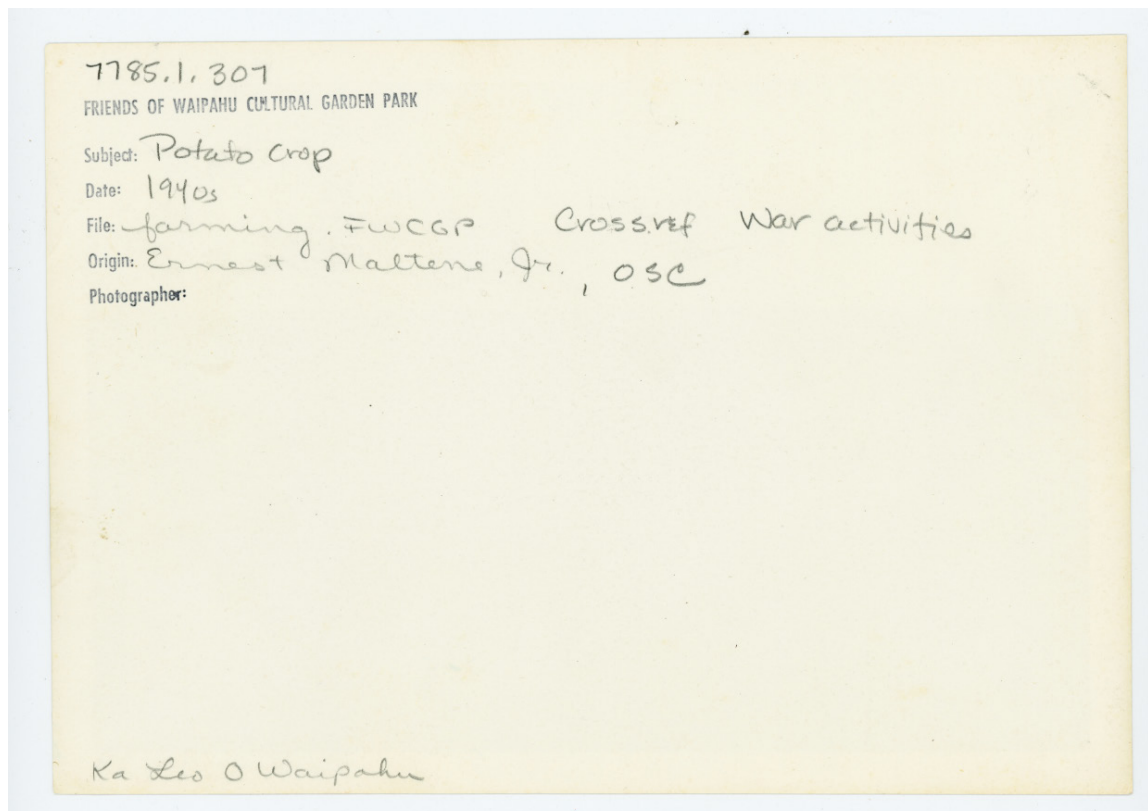 7785.1.307
FRIENDS OF WAIPAHU CULTURAL GARDEN PARK
Subject: Potato Crop
Date: 1940s
File: farming. FWCGP Cross.ref War activities
Origin: Ernest Maltene, Jr., OSC
Photographer:
Ka Leo O Waipahu